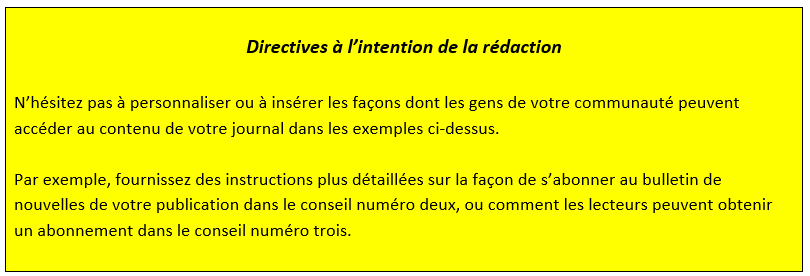 Directives à l’intention de la rédaction
N’hésitez pas à personnaliser ou à insérer les façons dont les gens de votre communauté peuvent
accéder au contenu de votre journal dans les exemples ci-dessus.
Par exemple, fournissez des instructions plus détaillées sur la façon de s’abonner au bulletin de
nouvelles de votre publication dans le conseil numéro deux, ou comment les lecteurs peuvent obtenir
un abonnement dans le conseil numéro trois.